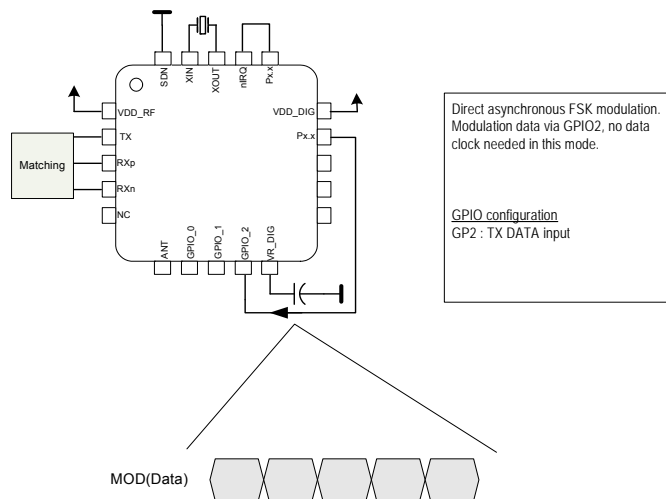 SDN
XIN
XOUT
nIRQ
Px.x
VDD_RF
VDD_DIG
TX
Px.x
Matching
RXp
RXn
NC
ANT
GPIO_0
GPIO_1
GPIO_2
VR_DIG
Direct asynchronous FSK modulation.
Modulation data via GPIO2, no data
clock needed in this mode.
GPIO configuration
GP2 : TX DATA input
MOD(Data)